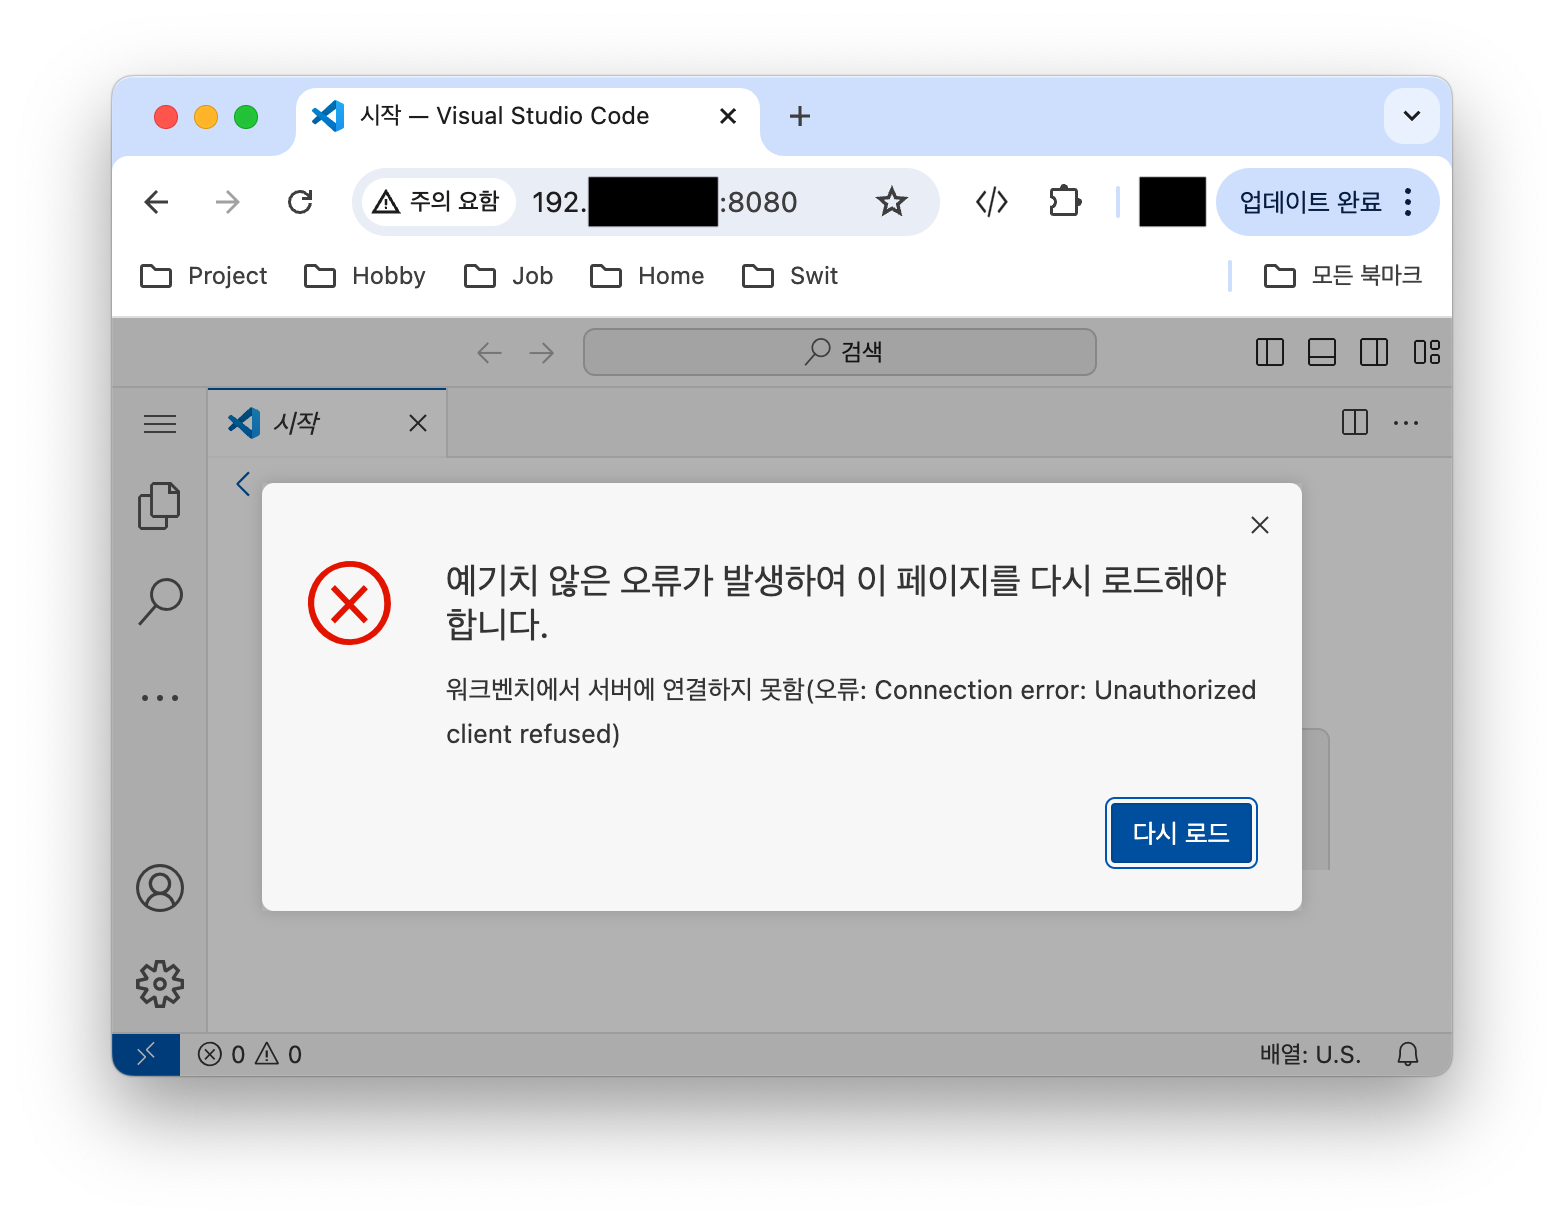 시작 — Visual Studio Code
주의 요함 192. :8080 업데이트 완료
Project Hobby Job Home Swit 모든 북마크
검색
시작
예기치 않은 오류가 발생하여 이 페이지를 다시 로드해야
합니다.
워크벤치에서 서버에 연결하지 못함(오류: Connection error: Unauthorized
client refused)
다시 로드
0 0 배열: U.S.